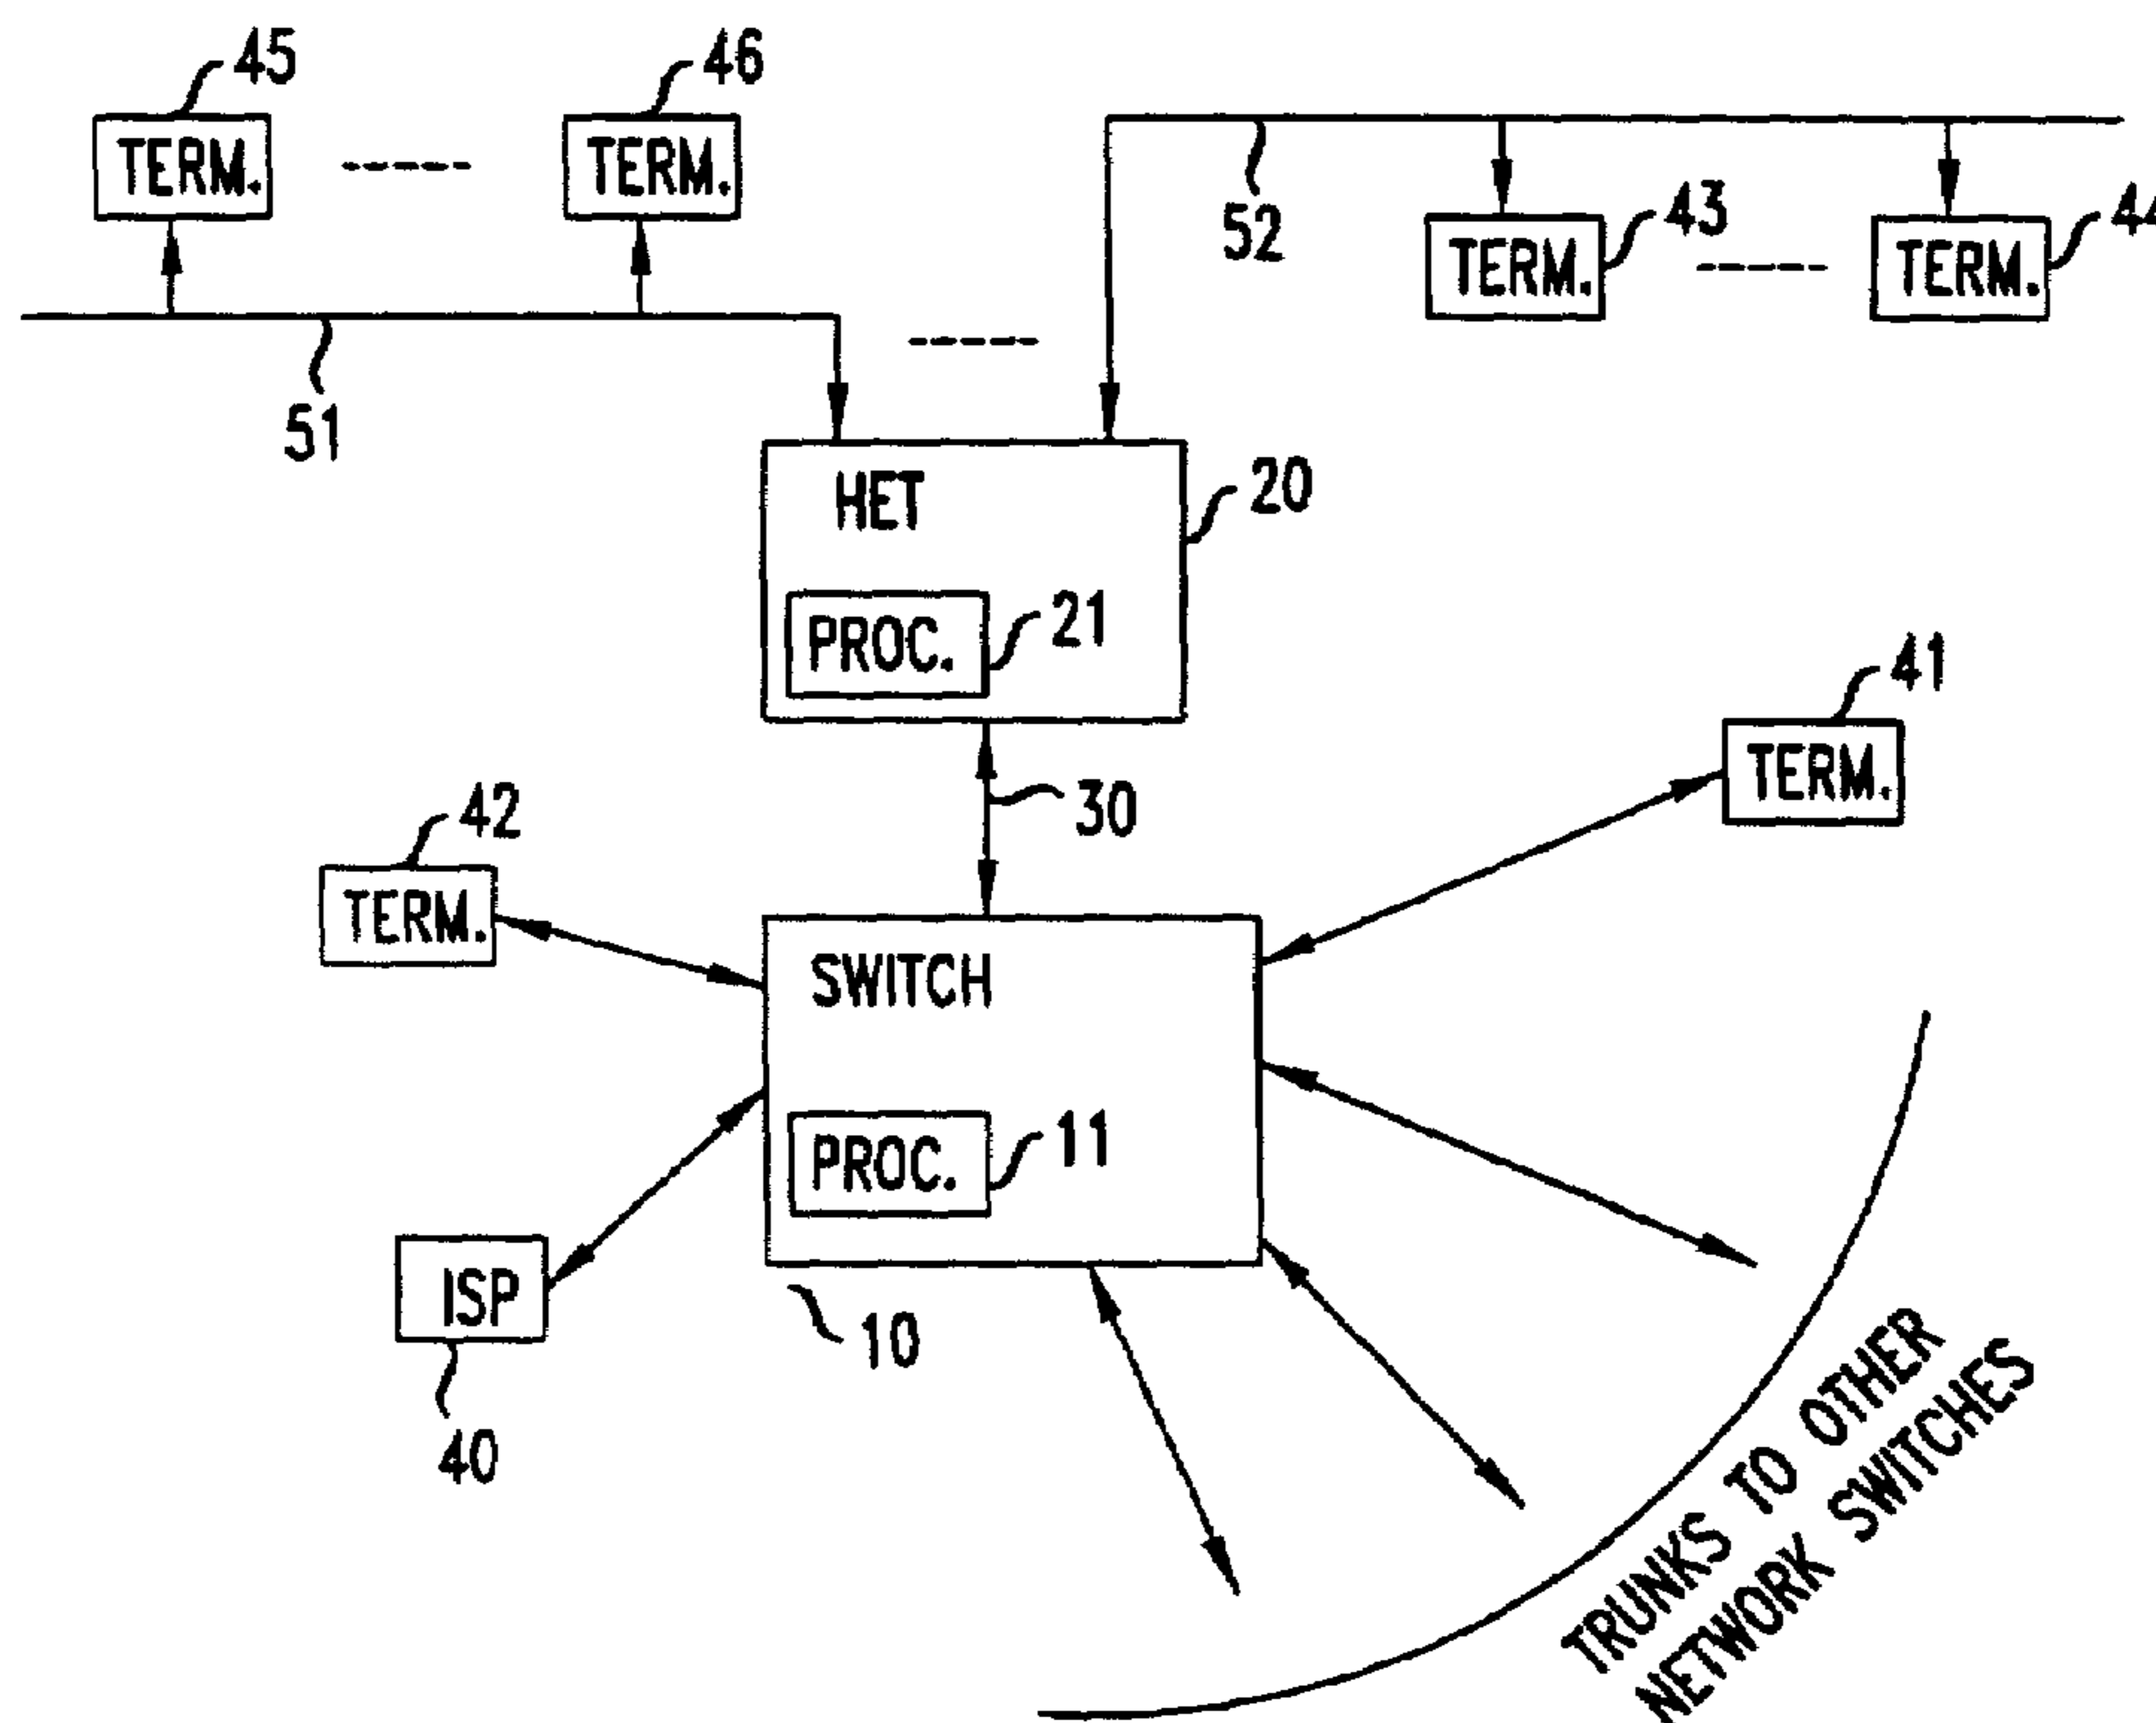 45
46
TERM.
TERM.
52
43
44
TERM.
TERM.
51
HET
20
PROC.
21
41
TERM.
30
42
TERM.
SWITCH
PROC.
11
ISP
10
40
TRUNKS TO OTHER
NETWORK SWITCHES